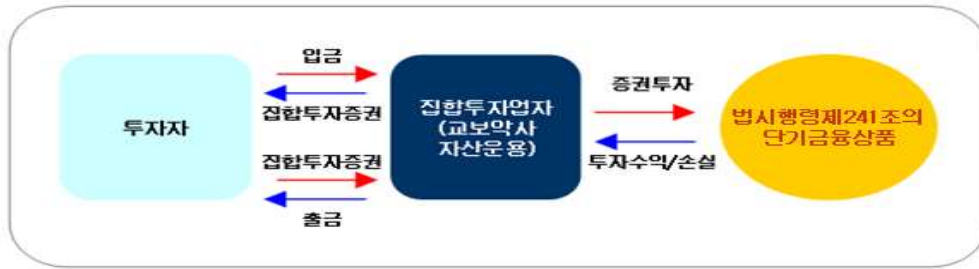 투자자
입금
집합투자증권
집합투자증권
출금
집합투자업자
(교보악사
자산운용)
증권투자
투자수익/손실
법시행령제241조의
단기금융상품